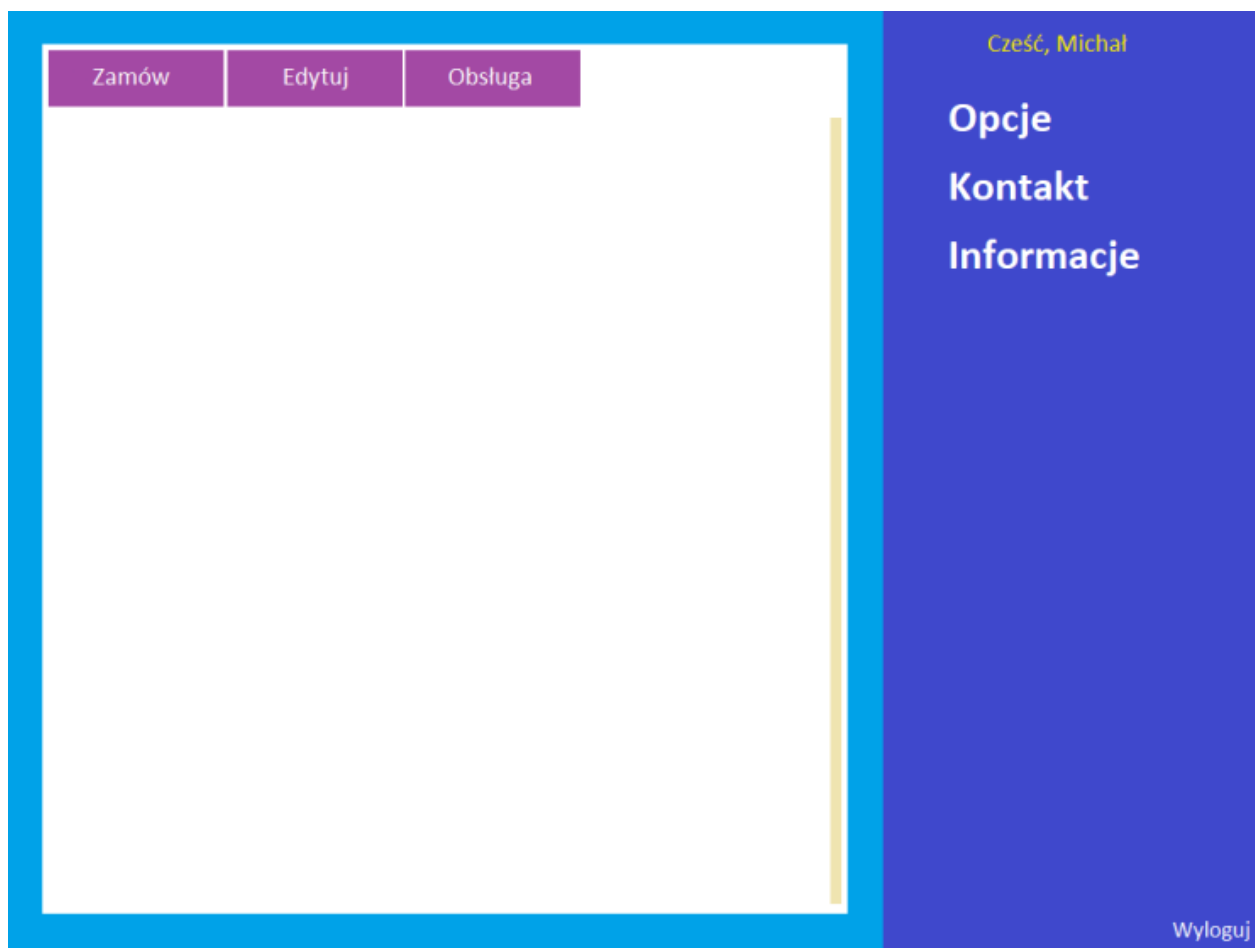 Zamów Edytuj Obsługa
Cześć, Michał
Opcje
Kontakt
Informacje
Wyloguj